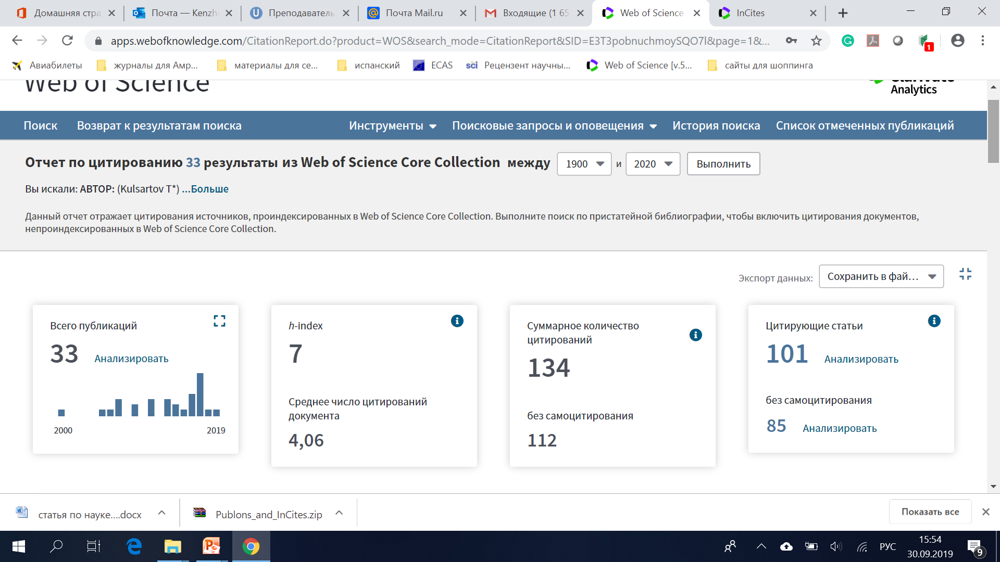 Домашняя стра
Почта — Kenzhi
Преподаватель
Почта Mail.ru
Входящие (1 65
Web of Science
InCites
apps.webofknowledge.com/CitationReport.do?product=WOS&search_mode=CitationReport&SID=E3T3pobnuchmoySQO7l&page=1&...
1
Авиабилеты
журналы для Амр...
материалы для се...
испанский
ECAS
sci Рецензент научны...
Web of Science [v.5...
сайты для шоппинга
Web of Science
Clarivate
Analytics
Поиск
Возврат к результатам поиска
Инструменты
Поисковые запросы и оповещения
История поиска
Список отмеченных публикаций
Отчет по цитированию 33 результаты из Web of Science Core Collection между 1900 и 2020 Выполнить
Вы искали: АВТОР: (Kulsartov T*) ...Больше
Данный отчет отражает цитирования источников, проиндексированных в Web of Science Core Collection. Выполните поиск по пристатейной библиографии, чтобы включить цитирования документов,
непроиндексированных в Web of Science Core Collection.
Экспорт данных: Сохранить в фай...
Всего публикаций
33 Анализировать
2000 2019
h-index
7
Среднее число цитирований
документа
4,06
Суммарное количество
цитирований
134
без самоцитирования
112
Цитирующие статьи
101 Анализировать
без самоцитирования
85 Анализировать
статья по науке....docx
Publons_and_InCites.zip
Показать все
РУС
15:54
30.09.2019
9